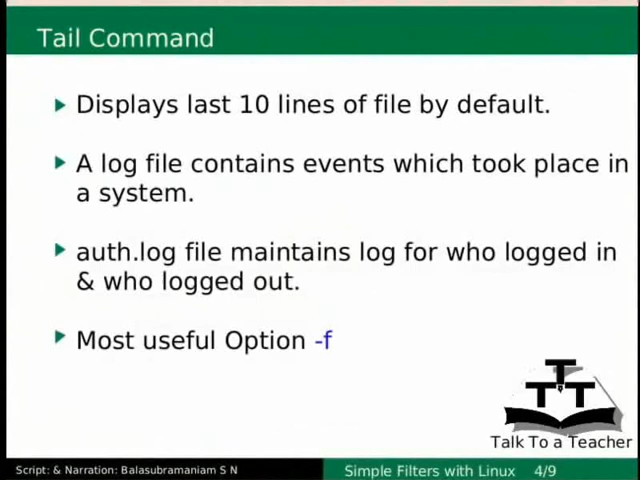 Tail Command
Displays last 10 lines of file by default.
A log file contains events which took place in
a system.
auth.log file maintains log for who logged in
& who logged out.
Most useful Option -f
T
T T
Talk To a Teacher
Script: & Narration: Balasubramaniam S N
Simple Filters with Linux 4/9